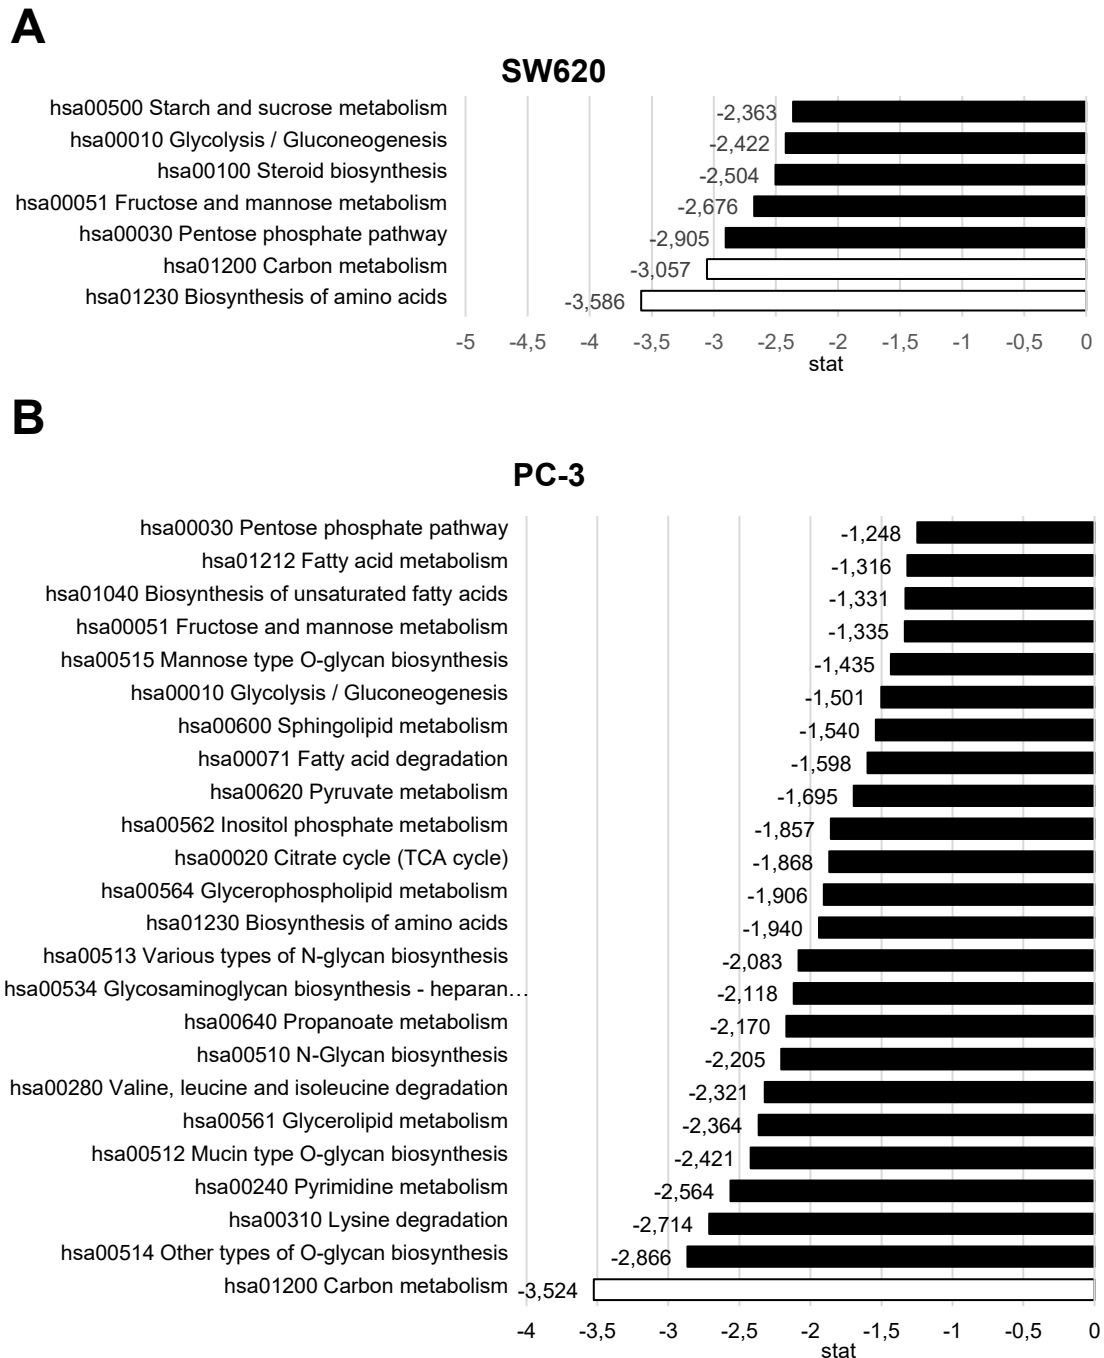 A
SW620
hsa00500 Starch and sucrose metabolism -2,363
hsa00010 Glycolysis / Gluconeogenesis -2,422
hsa00100 Steroid biosynthesis -2,504
hsa00051 Fructose and mannose metabolism -2,676
hsa00030 Pentose phosphate pathway -2,905
hsa01200 Carbon metabolism -3,057
hsa01230 Biosynthesis of amino acids -3,586
-5 -4,5 -4 -3,5 -3 -2,5 -2 -1,5 -1 -0,5 0
stat
B
PC-3
hsa00030 Pentose phosphate pathway -1,248
hsa01212 Fatty acid metabolism -1,316
hsa01040 Biosynthesis of unsaturated fatty acids -1,331
hsa00051 Fructose and mannose metabolism -1,335
hsa00515 Mannose type O-glycan biosynthesis -1,435
hsa00010 Glycolysis / Gluconeogenesis -1,501
hsa00600 Sphingolipid metabolism -1,540
hsa00071 Fatty acid degradation -1,598
hsa00620 Pyruvate metabolism -1,695
hsa00562 Inositol phosphate metabolism -1,857
hsa00020 Citrate cycle (TCA cycle) -1,868
hsa00564 Glycerophospholipid metabolism -1,906
hsa01230 Biosynthesis of amino acids -1,940
hsa00513 Various types of N-glycan biosynthesis -2,083
hsa00534 Glycosaminoglycan biosynthesis - heparan… -2,118
hsa00640 Propanoate metabolism -2,170
hsa00510 N-Glycan biosynthesis -2,205
hsa00280 Valine, leucine and isoleucine degradation -2,321
hsa00561 Glycerolipid metabolism -2,364
hsa00512 Mucin type O-glycan biosynthesis -2,421
hsa00240 Pyrimidine metabolism -2,564
hsa00310 Lysine degradation -2,714
hsa00514 Other types of O-glycan biosynthesis -2,866
hsa01200 Carbon metabolism -3,524
-4 -3,5 -3 -2,5 -2 -1,5 -1 -0,5 0
stat